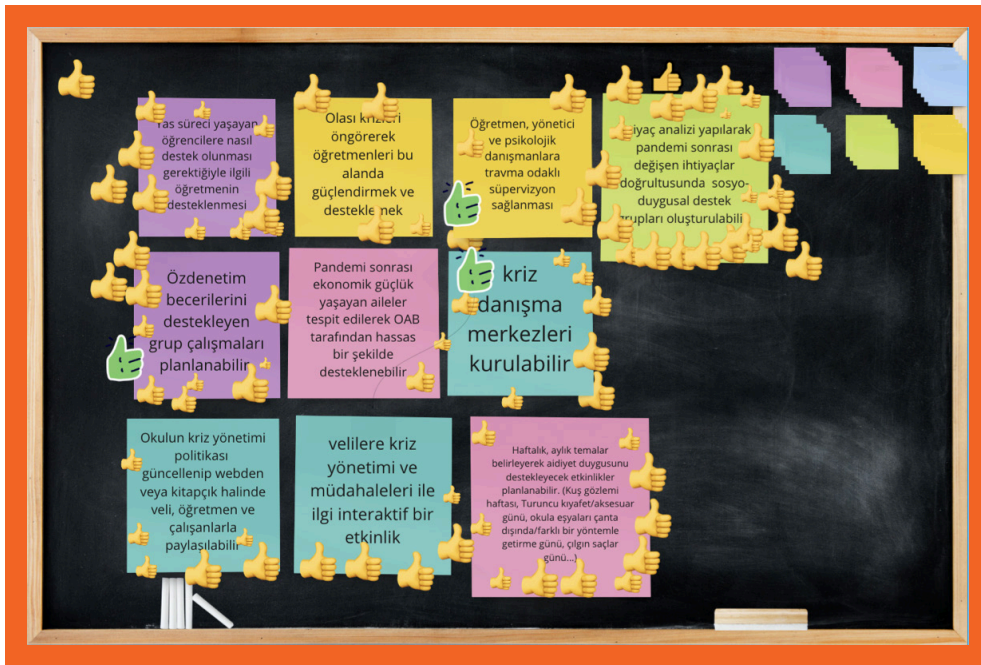 Yas süreci yaşayan
öğrencilere nasıl
destek olunması
gerektiğiyle ilgili
öğretmenin
desteklenmesi
Olası krizleri
öngörerek
öğretmenleri bu
alanda
güçlendirmek ve
desteklemek
Öğretmen, yönetici
ve psikolojik
danışmanlara
travma odaklı
süpervizyon
sağlanması
yapılarak
pandemi sonrası
değişen ihtiyaçlar
doğrultusunda sosyo-
duygusal destek
grupları oluşturulabilir
Özdenetim
becerilerini
destekleyen
grup çalışmaları
planlanabilir
Pandemi sonrası
ekonomik güçlük
yaşayan aileler
tespit edilerek OAB
tarafından hassas
bir şekilde
desteklenebilir
kriz
danışma
merkezleri
kurulabilir
Okulun kriz yönetimi
politikası
güncellenip webden
veya kitapçık halinde
veli, öğretmen ve
çalışanlarla
paylaşılabilir
velilere kriz
yönetimi ve
müdahaleleri ile
ilgi interaktif bir
etkinlik
Haftalık, aylık temalar
belirleyerek aidiyet duygusunu
destekleyecek etkinlikler
planlanabilir. (Kuş gözlemi
haftası, Turuncu kıyafet/aksesuar
günü, okula eşyaları çanta
dışında/farklı bir yöntemle
getirme günü, çılgın saçlar
günü...)